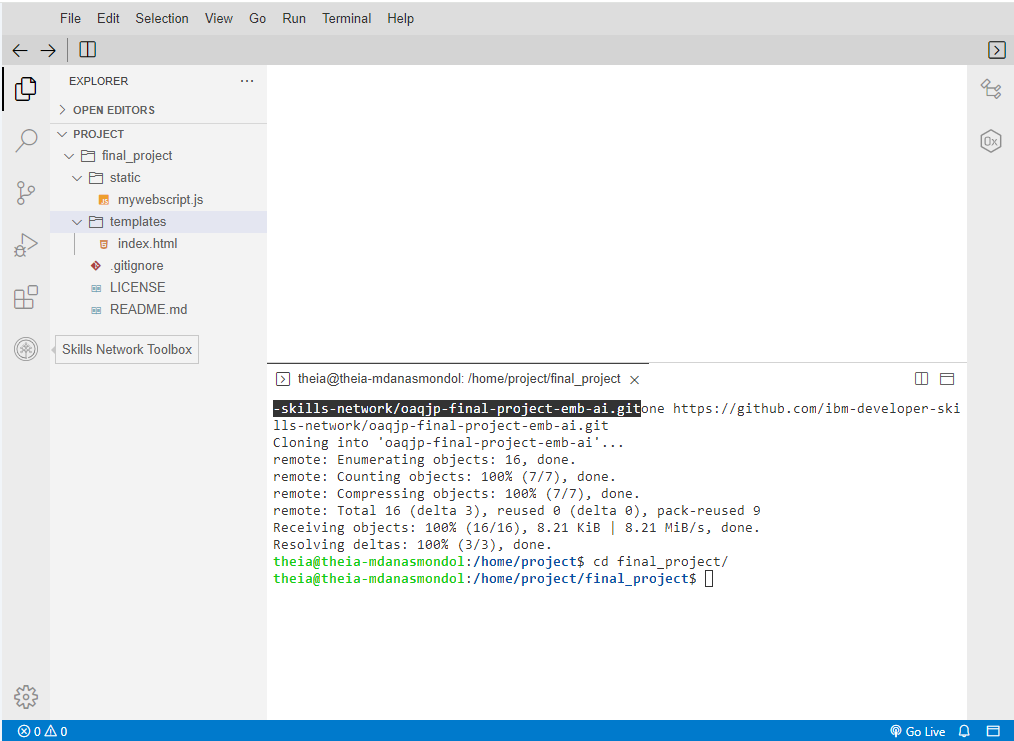 File Edit Selection View Go Run Terminal Help
EXPLORER
OPEN EDITORS
PROJECT
final_project
static
mywebscript.js
templates
index.html
.gitignore
LICENSE
README.md
Skills Network Toolbox
theia@theia-mdanasmondol: /home/project/final_project
-skills-network/oaqjp-final-project-emb-ai.gitone https://github.com/ibm-developer-ski
lls-network/oaqjp-final-project-emb-ai.git
Cloning into 'oaqjp-final-project-emb-ai'...
remote: Enumerating objects: 16, done.
remote: Counting objects: 100% (7/7), done.
remote: Compressing objects: 100% (7/7), done.
remote: Total 16 (delta 3), reused 0 (delta 0), pack-reused 9
Receiving objects: 100% (16/16), 8.21 KiB | 8.21 MiB/s, done.
Resolving deltas: 100% (3/3), done.
theia@theia-mdanasmondol:/home/project$ cd final_project/
theia@theia-mdanasmondol:/home/project/final_project$
0 0 Go Live
0x